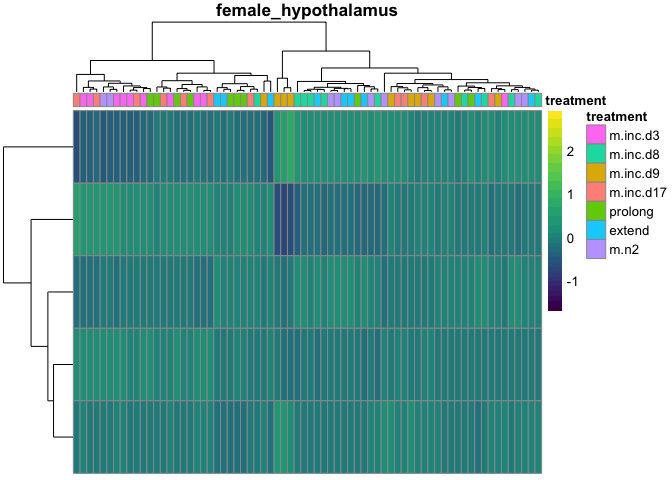 female_hypothalamus
treatment
treatment
m.inc.d3
m.inc.d8
m.inc.d9
m.inc.d17
prolong
extend
m.n2
2
1
0
-1